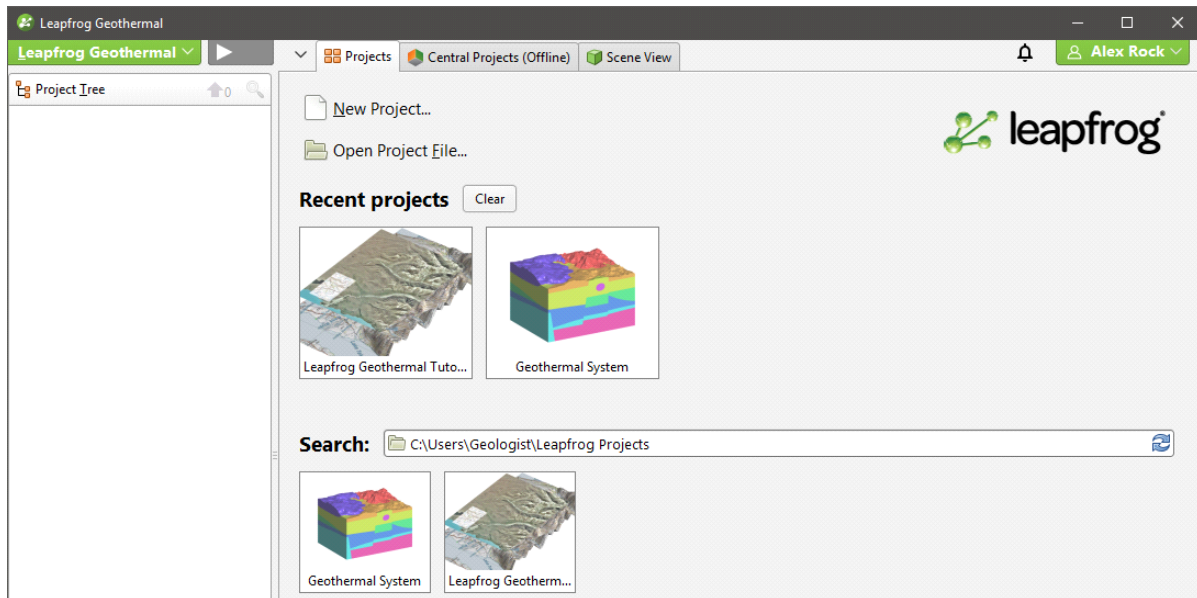 Leapfrog Geothermal
Leapfrog Geothermal
Projects
Central Projects (Offline)
Scene View
Alex Rock
Project Tree
0
New Project...
Open Project File...
leapfrog®
Recent projects
Clear
Leapfrog Geothermal Tuto...
Geothermal System
Search:
C:\Users\Geologist\Leapfrog Projects
Geothermal System
Leapfrog Geotherm...